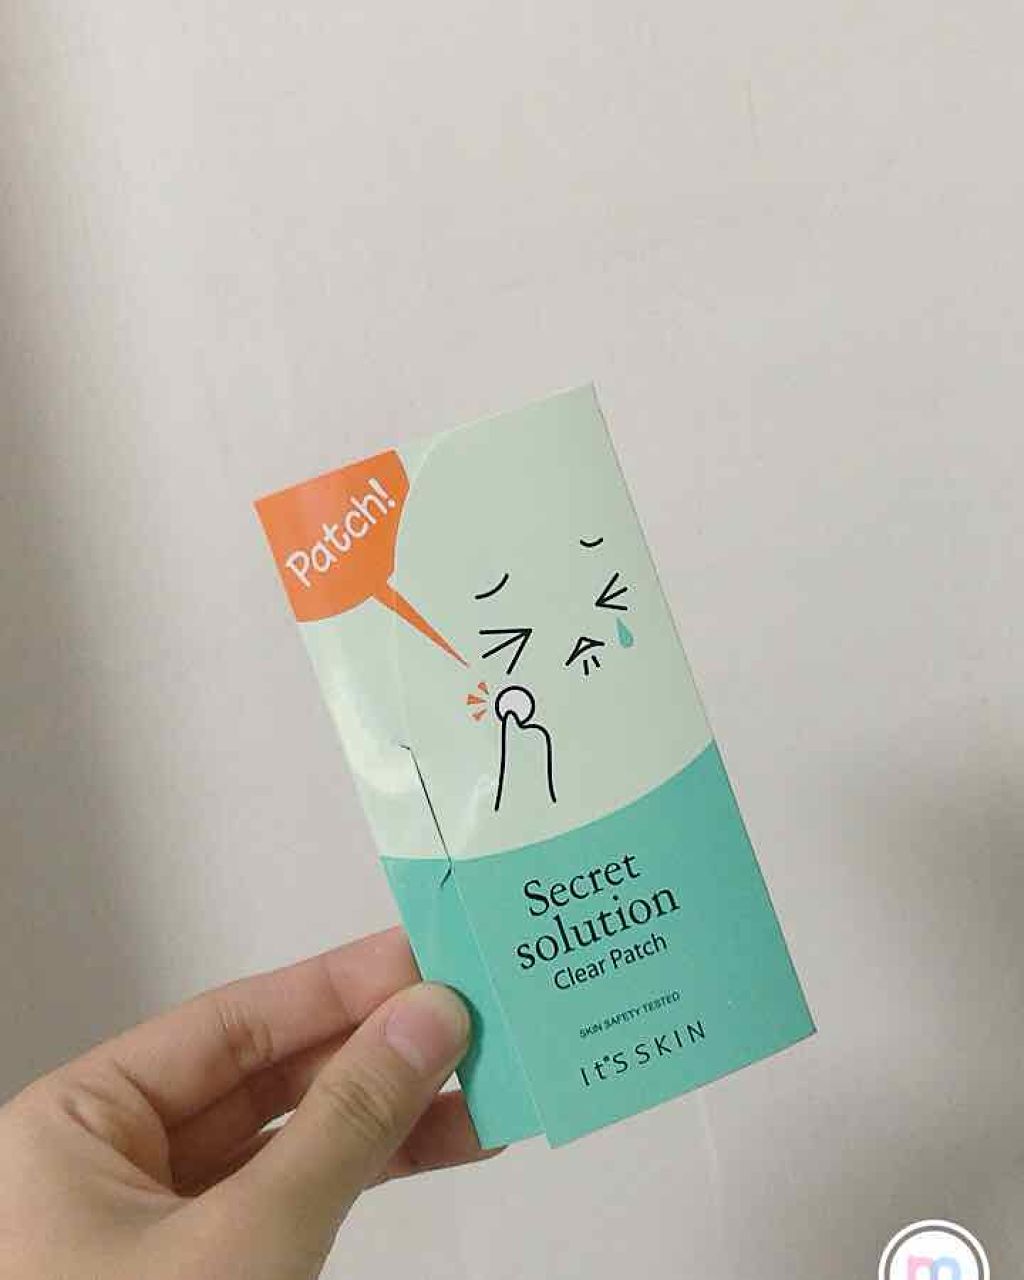 Patch!
Secret
solution
Clear Patch
SKIN SAFETY TESTED
It'S SKIN